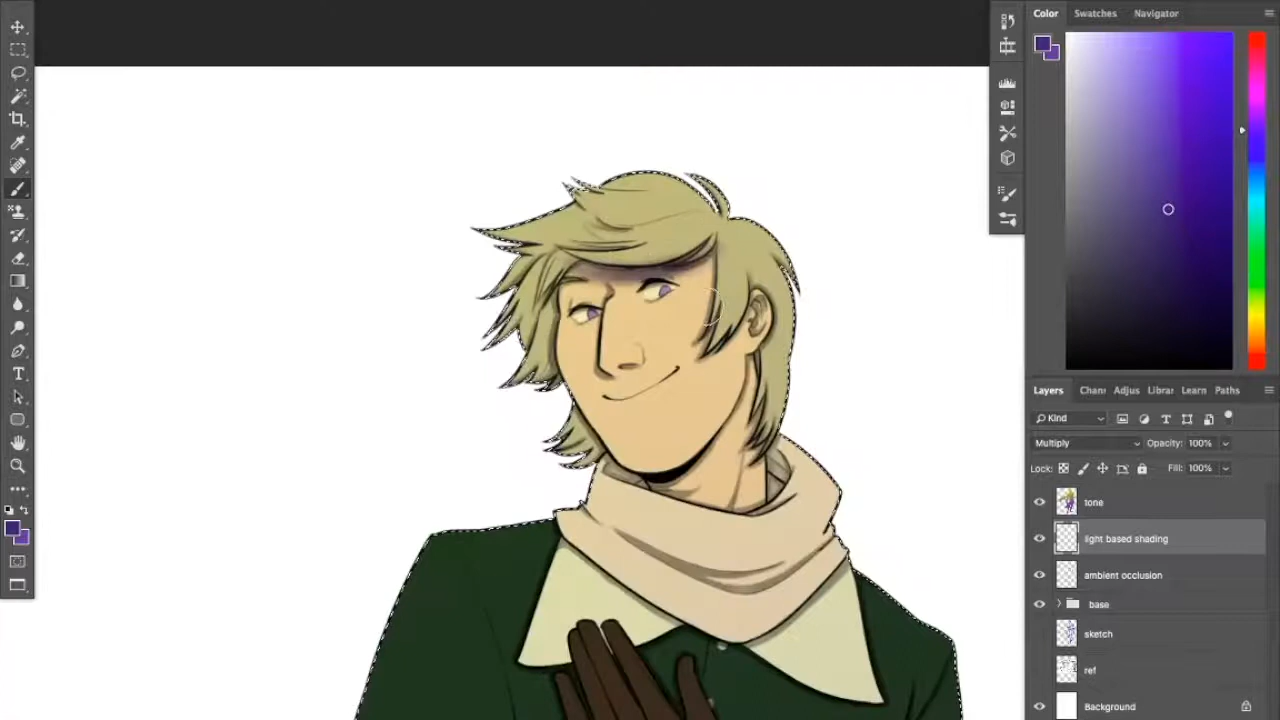 Color Swatches Navigator
Layers Chan Adjus Librar Learn Paths
Kind
Multiply Opacity: 100%
Lock: Fill: 100%
tone
light based shading
ambient occlusion
base
sketch
ref
Background
T